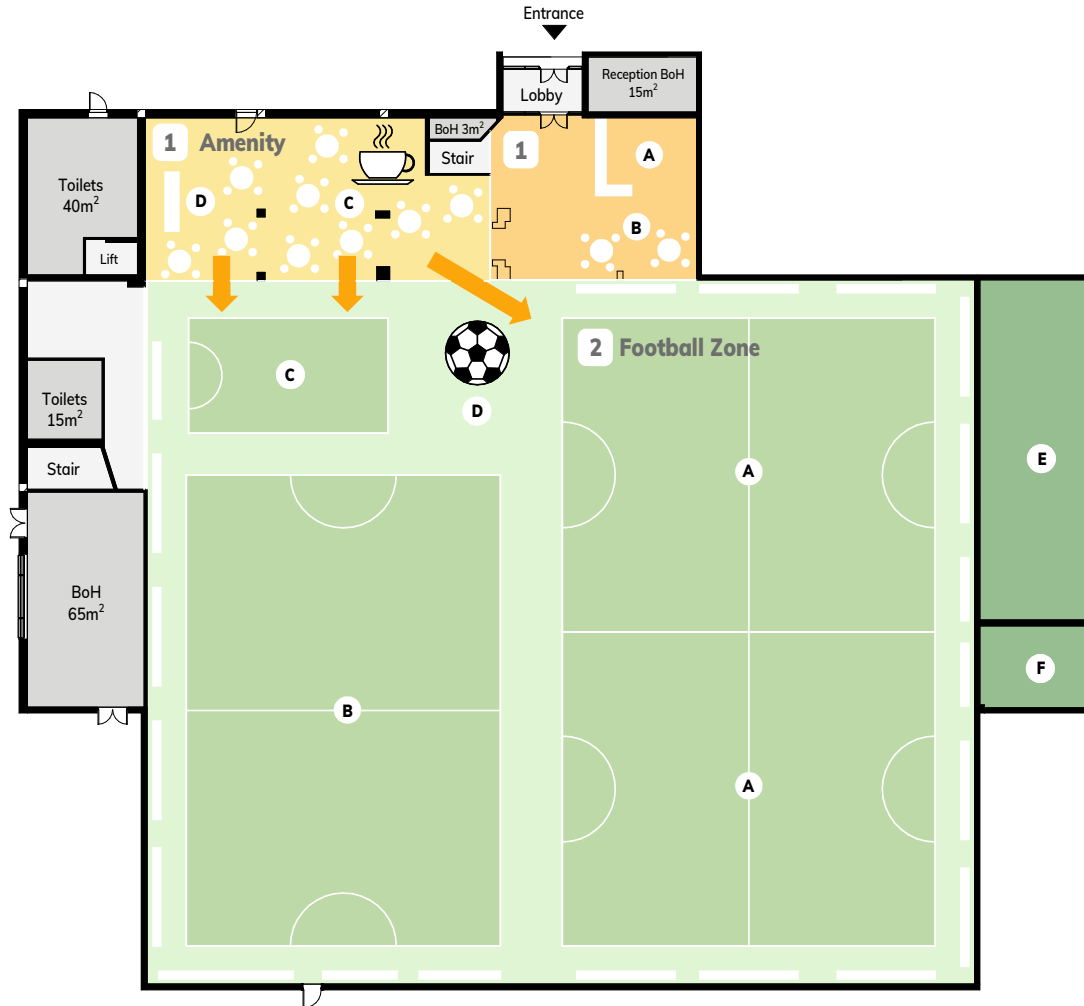 Entrance
Lobby
Reception BoH
15m²
BoH 3m²
Stair
1 Amenity
1
A
B
C
D
Toilets
40m²
Lift
2 Football Zone
C
D
Toilets
15m²
Stair
A
E
BoH
65m²
B
A
F